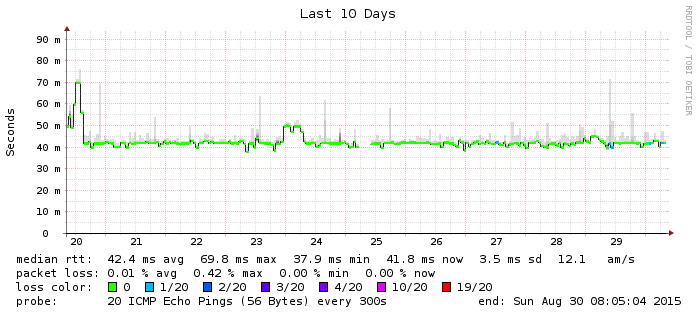 Last 10 Days
RRDTOOL / TOBI OETIKER
Seconds
90 m
80 m
70 m
60 m
50 m
40 m
30 m
20 m
10 m
0
20 21 22 23 24 25 26 27 28 29
median rtt: 42.4 ms avg 69.8 ms max 37.9 ms min 41.8 ms now 3.5 ms sd 12.1 am/s
packet loss: 0.01 % avg 0.42 % max 0.00 % min 0.00 % now
loss color: 0 1/20 2/20 3/20 4/20 10/20 19/20
probe: 20 ICMP Echo Pings (56 Bytes) every 300s end: Sun Aug 30 08:05:04 2015